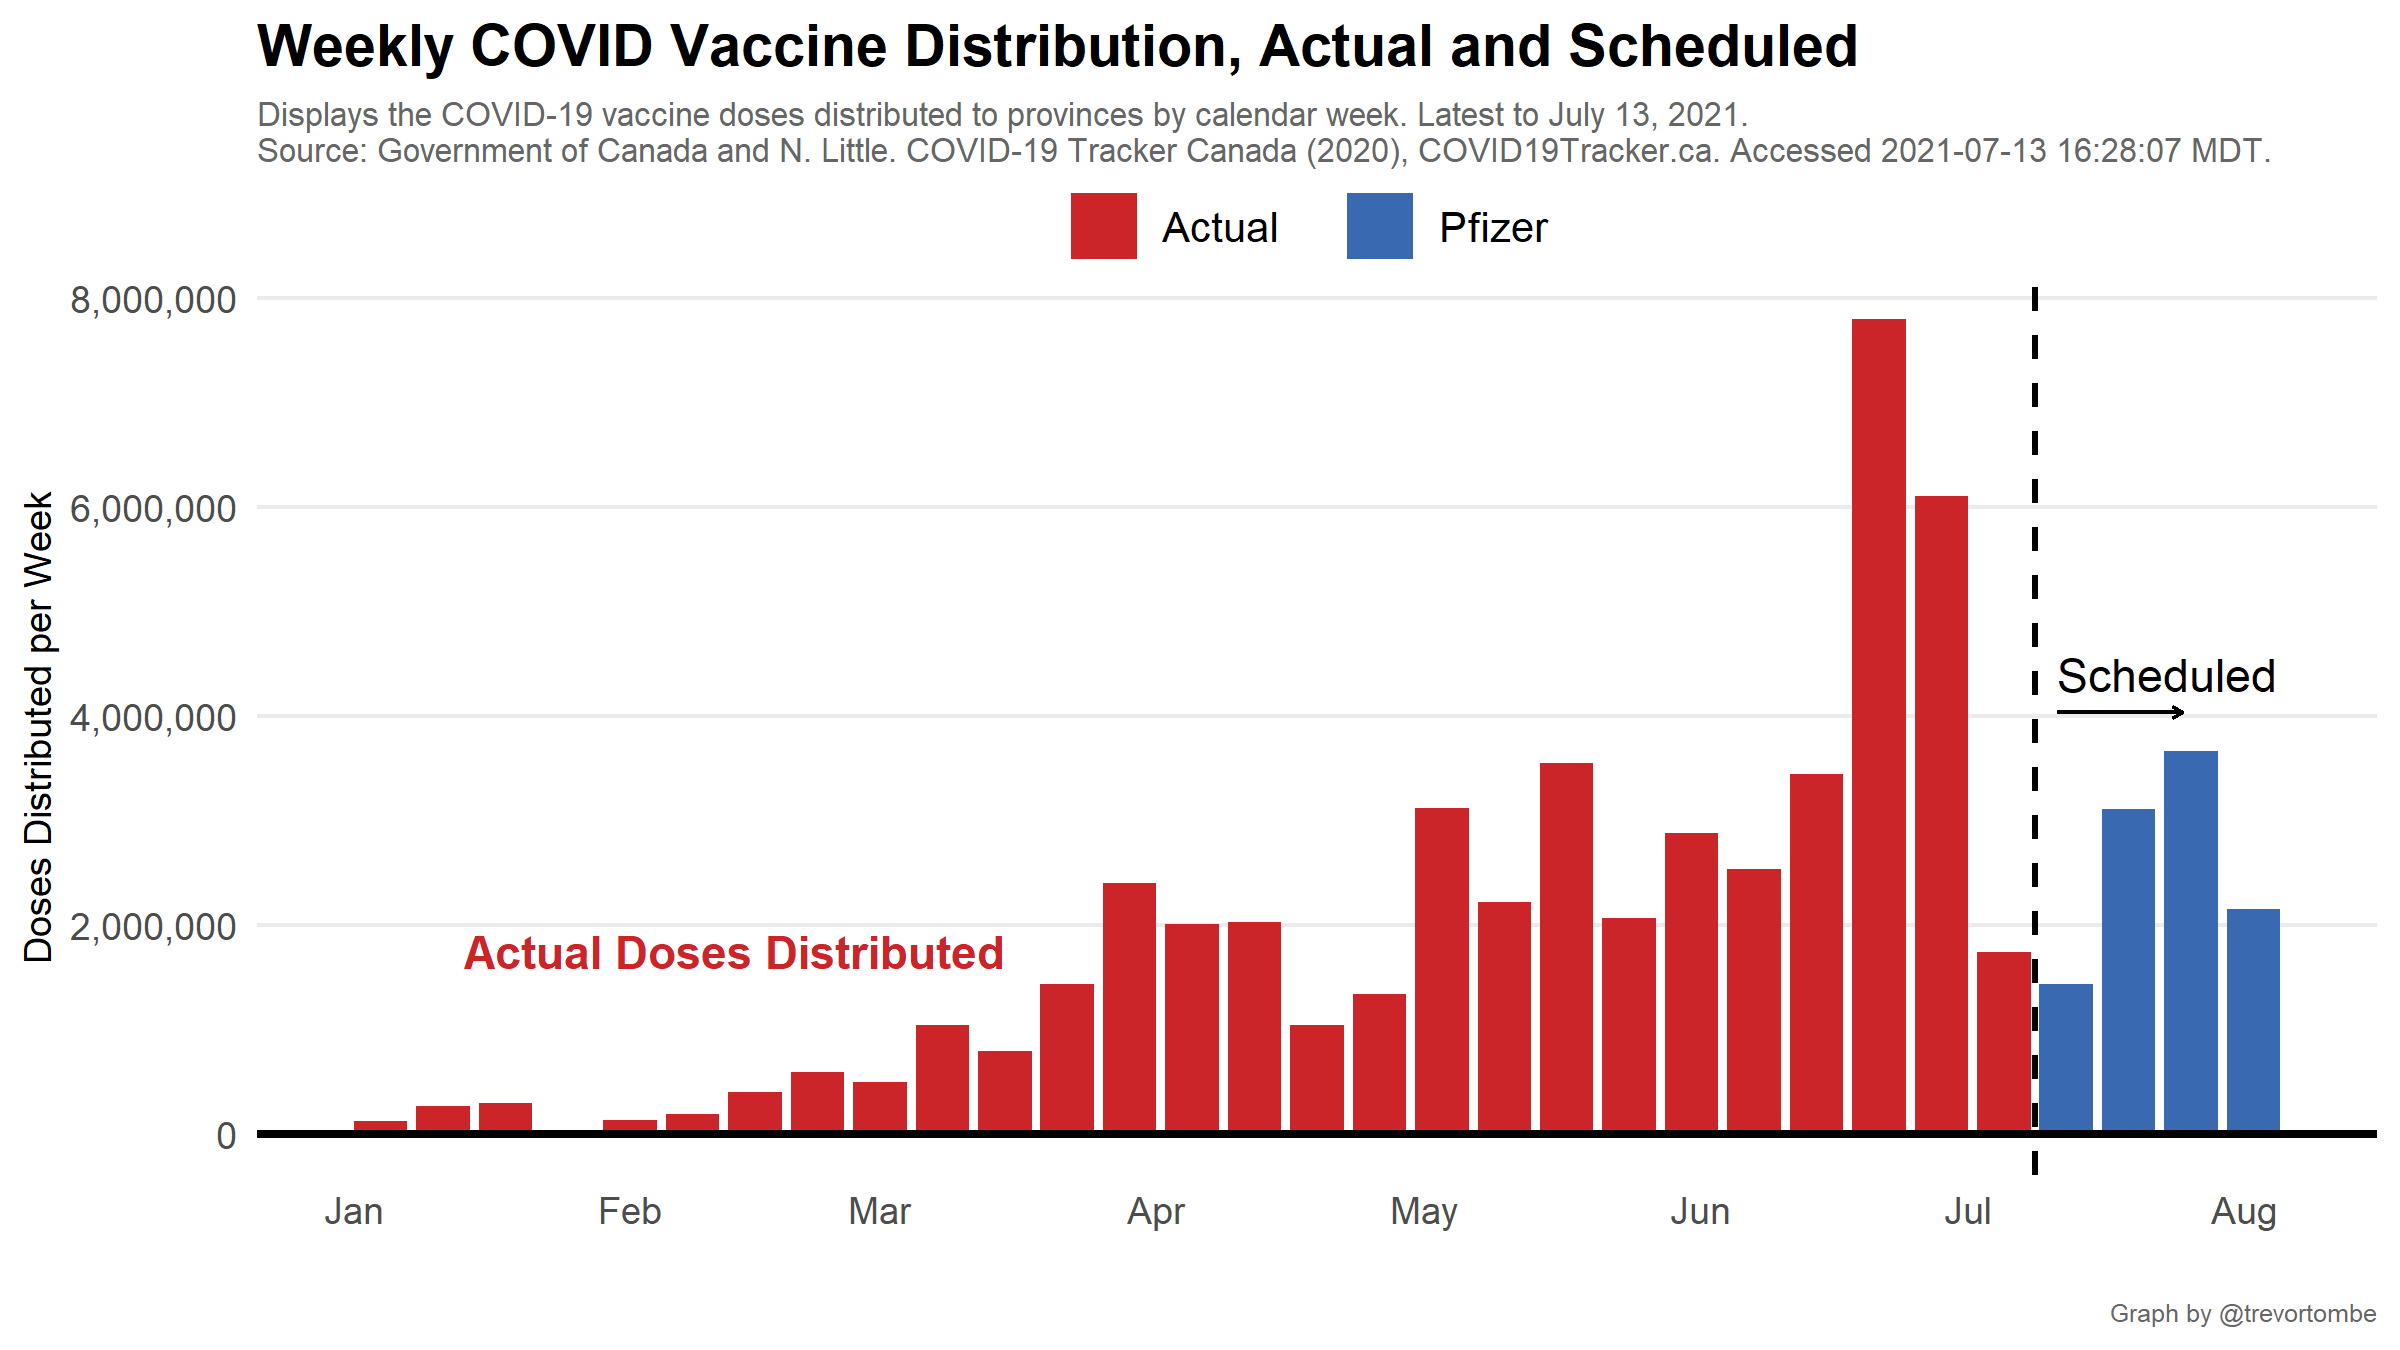 Weekly COVID Vaccine Distribution, Actual and Scheduled
Displays the COVID-19 vaccine doses distributed to provinces by calendar week. Latest to July 13, 2021.
Source: Government of Canada and N. Little. COVID-19 Tracker Canada (2020), COVID19Tracker.ca. Accessed 2021-07-13 16:28:07 MDT.
Actual Pfizer
Doses Distributed per Week
8,000,000
6,000,000
4,000,000
2,000,000
0
Scheduled
Actual Doses Distributed
Jan Feb Mar Apr May Jun Jul Aug
Graph by @trevortombe